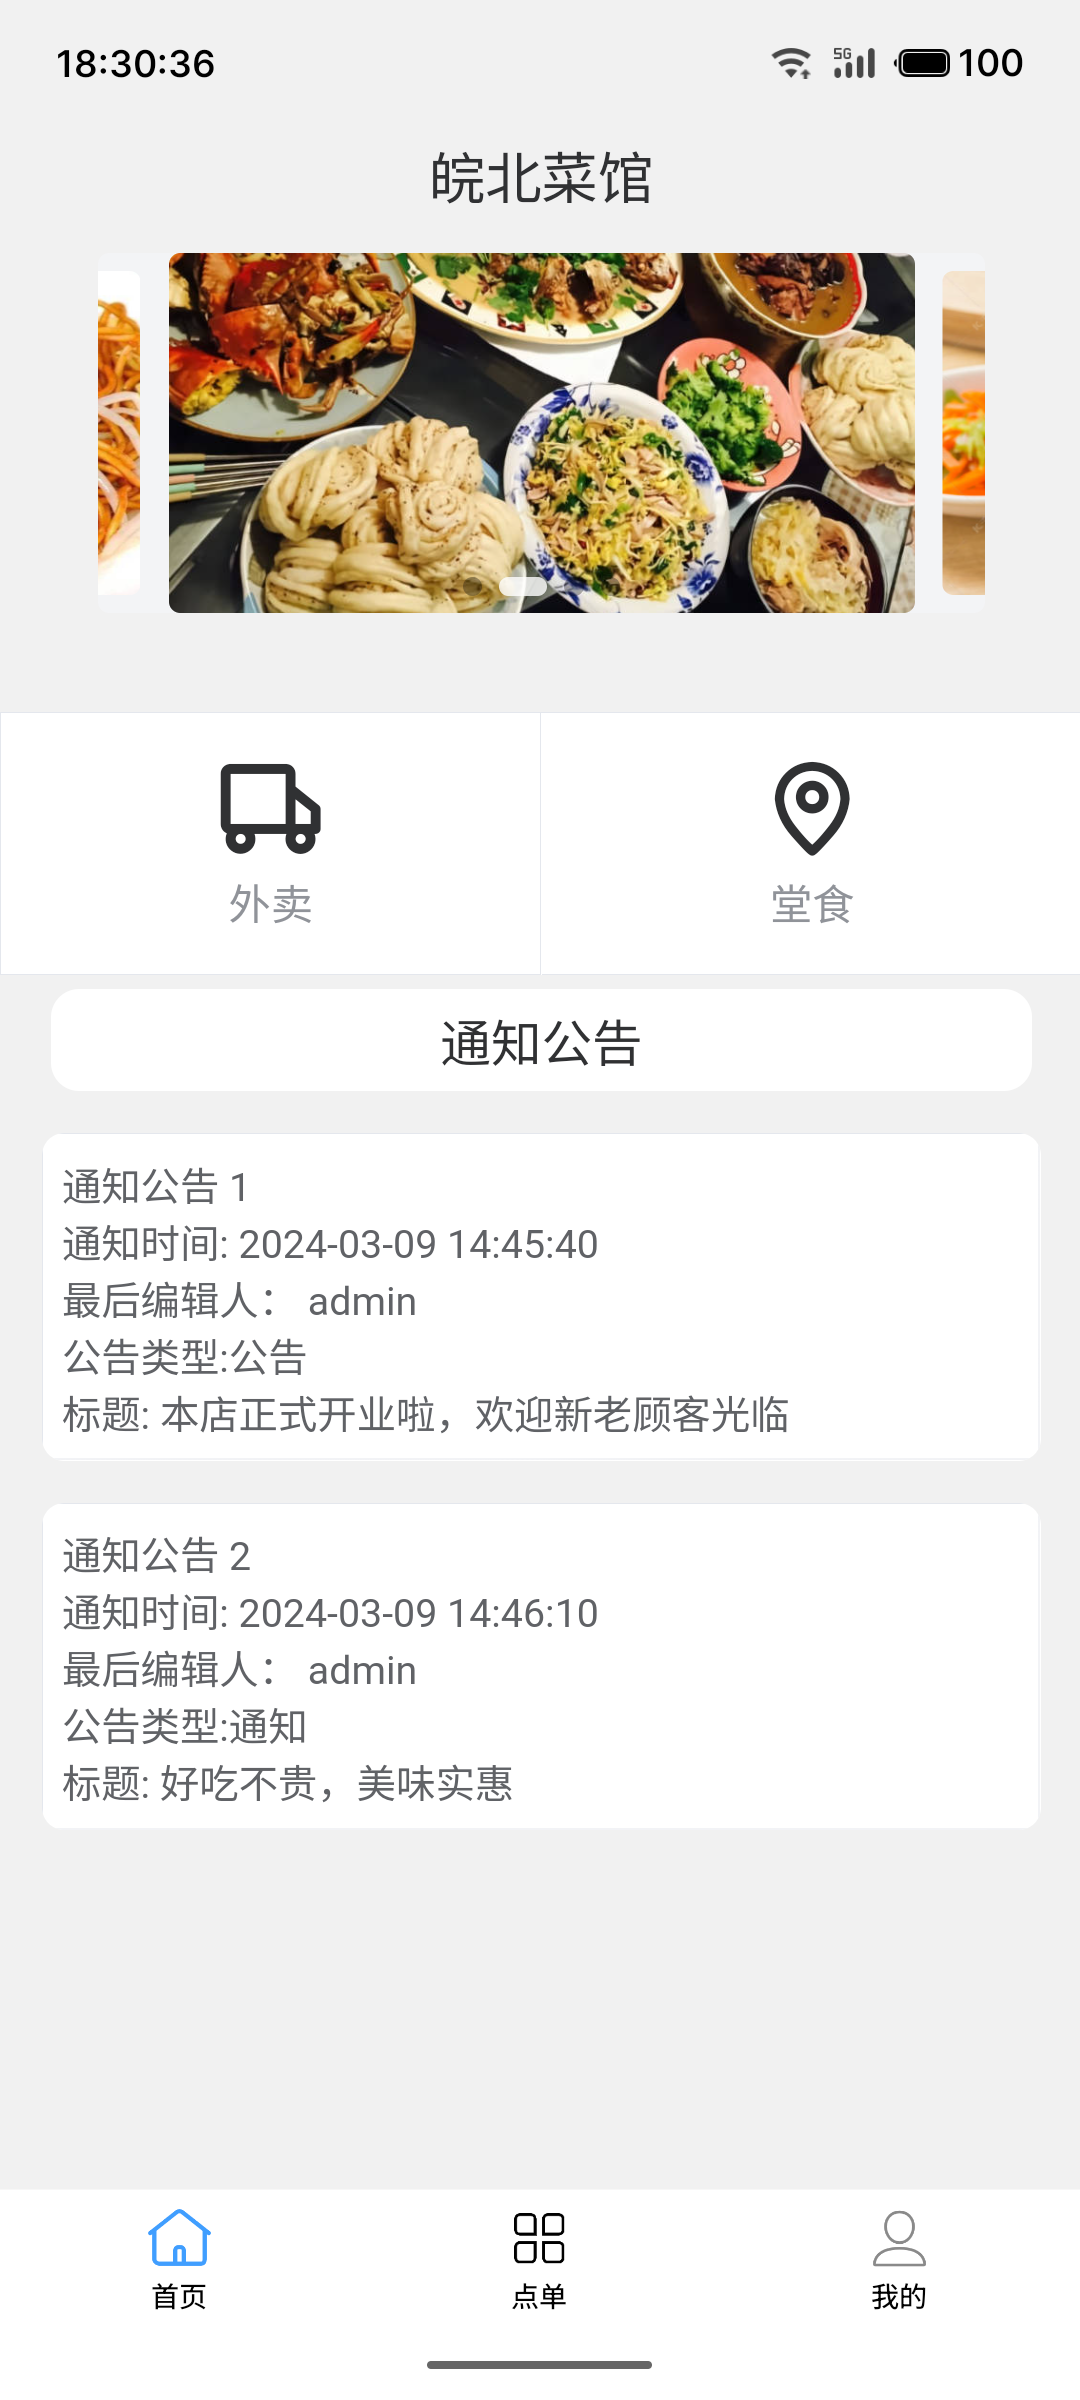 18:30:36
5G
100
皖北菜馆
外卖
堂食
通知公告
通知公告 1
通知时间: 2024-03-09 14:45:40
最后编辑人： admin
公告类型:公告
标题: 本店正式开业啦，欢迎新老顾客光临
通知公告 2
通知时间: 2024-03-09 14:46:10
最后编辑人： admin
公告类型:通知
标题: 好吃不贵，美味实惠
首页
点单
我的